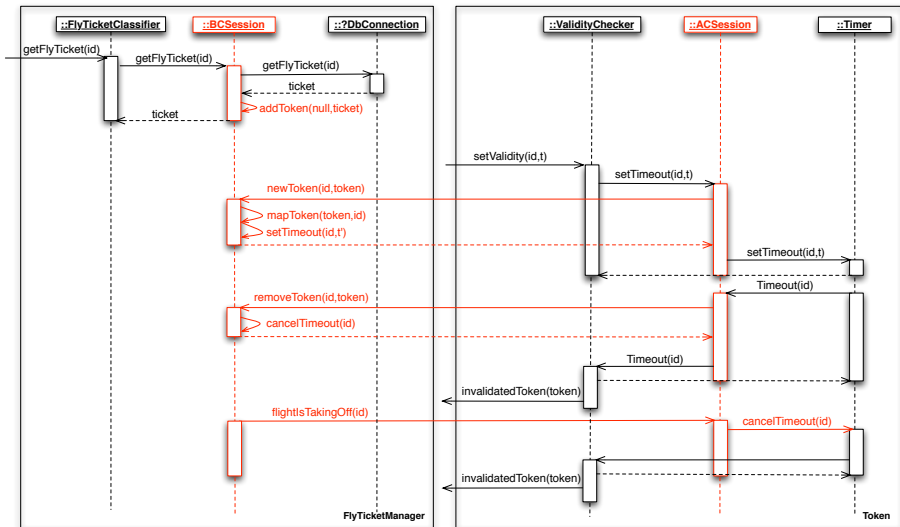 ::FlyTicketClassifier
::BCSession
::?DbConnection
::ValidityChecker
::ACSession
::Timer
getFlyTicket(id)
getFlyTicket(id)
getFlyTicket(id)
ticket
addToken(null,ticket)
ticket
setValidity(id,t)
setTimeout(id,t)
newToken(id,token)
mapToken(token,id)
setTimeout(id,t')
setTimeout(id,t)
Timeout(id)
removeToken(id,token)
cancelTimeout(id)
Timeout(id)
invalidatedToken(token)
flightIsTakingOff(id)
cancelTimeout(id)
invalidatedToken(token)
FlyTicketManager
Token